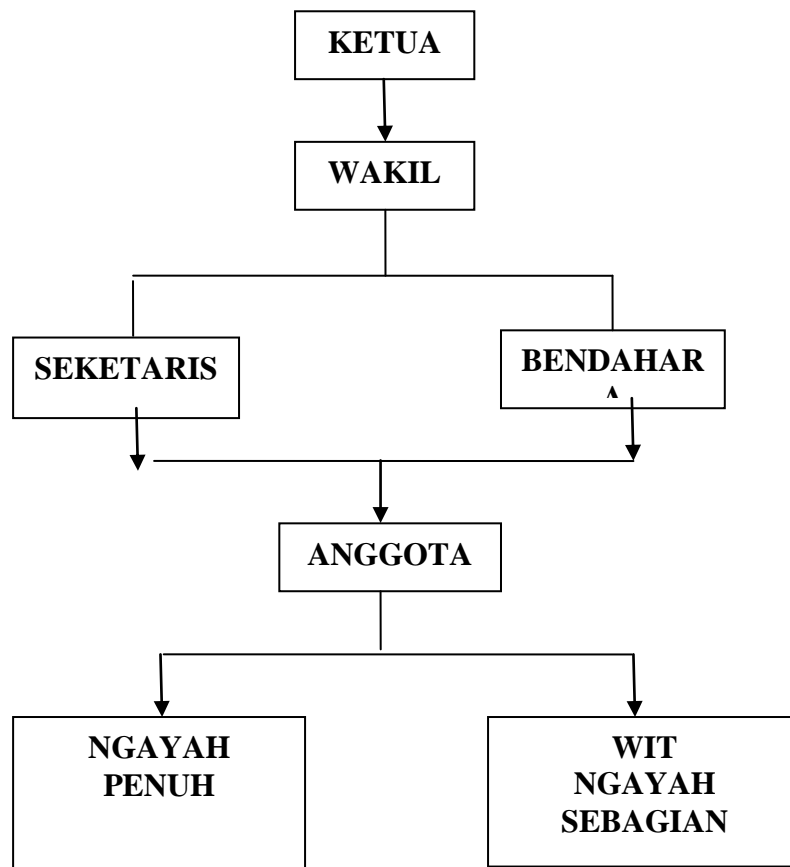 KETUA
WAKIL
SEKETARIS
BENDAHAR
A
ANGGOTA
NGAYAH
PENUH
WIT
NGAYAH
SEBAGIAN